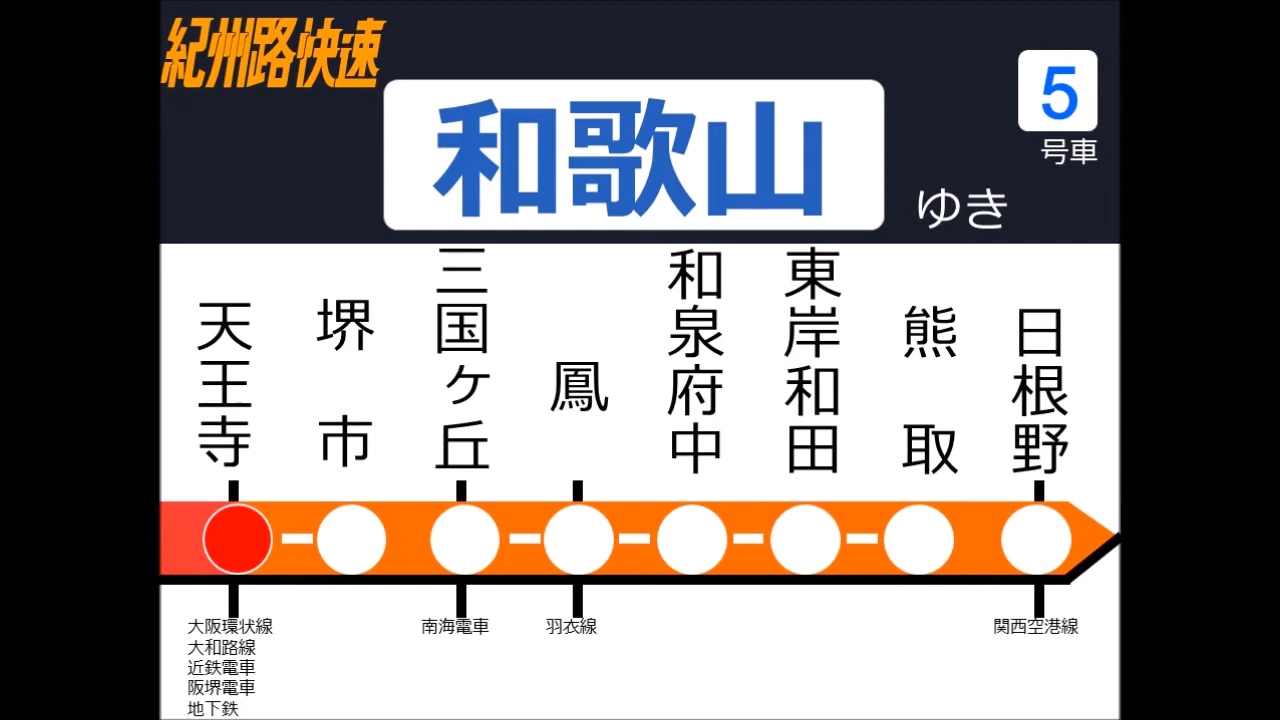 紀州路快速
和歌山
ゆき
5
号車
天王寺
堺市
三国ケ丘
鳳
和泉府中
東岸和田
熊取
日根野
大阪環状線
大和路線
近鉄電車
阪堺電車
地下鉄
南海電車
羽衣線
関西空港線